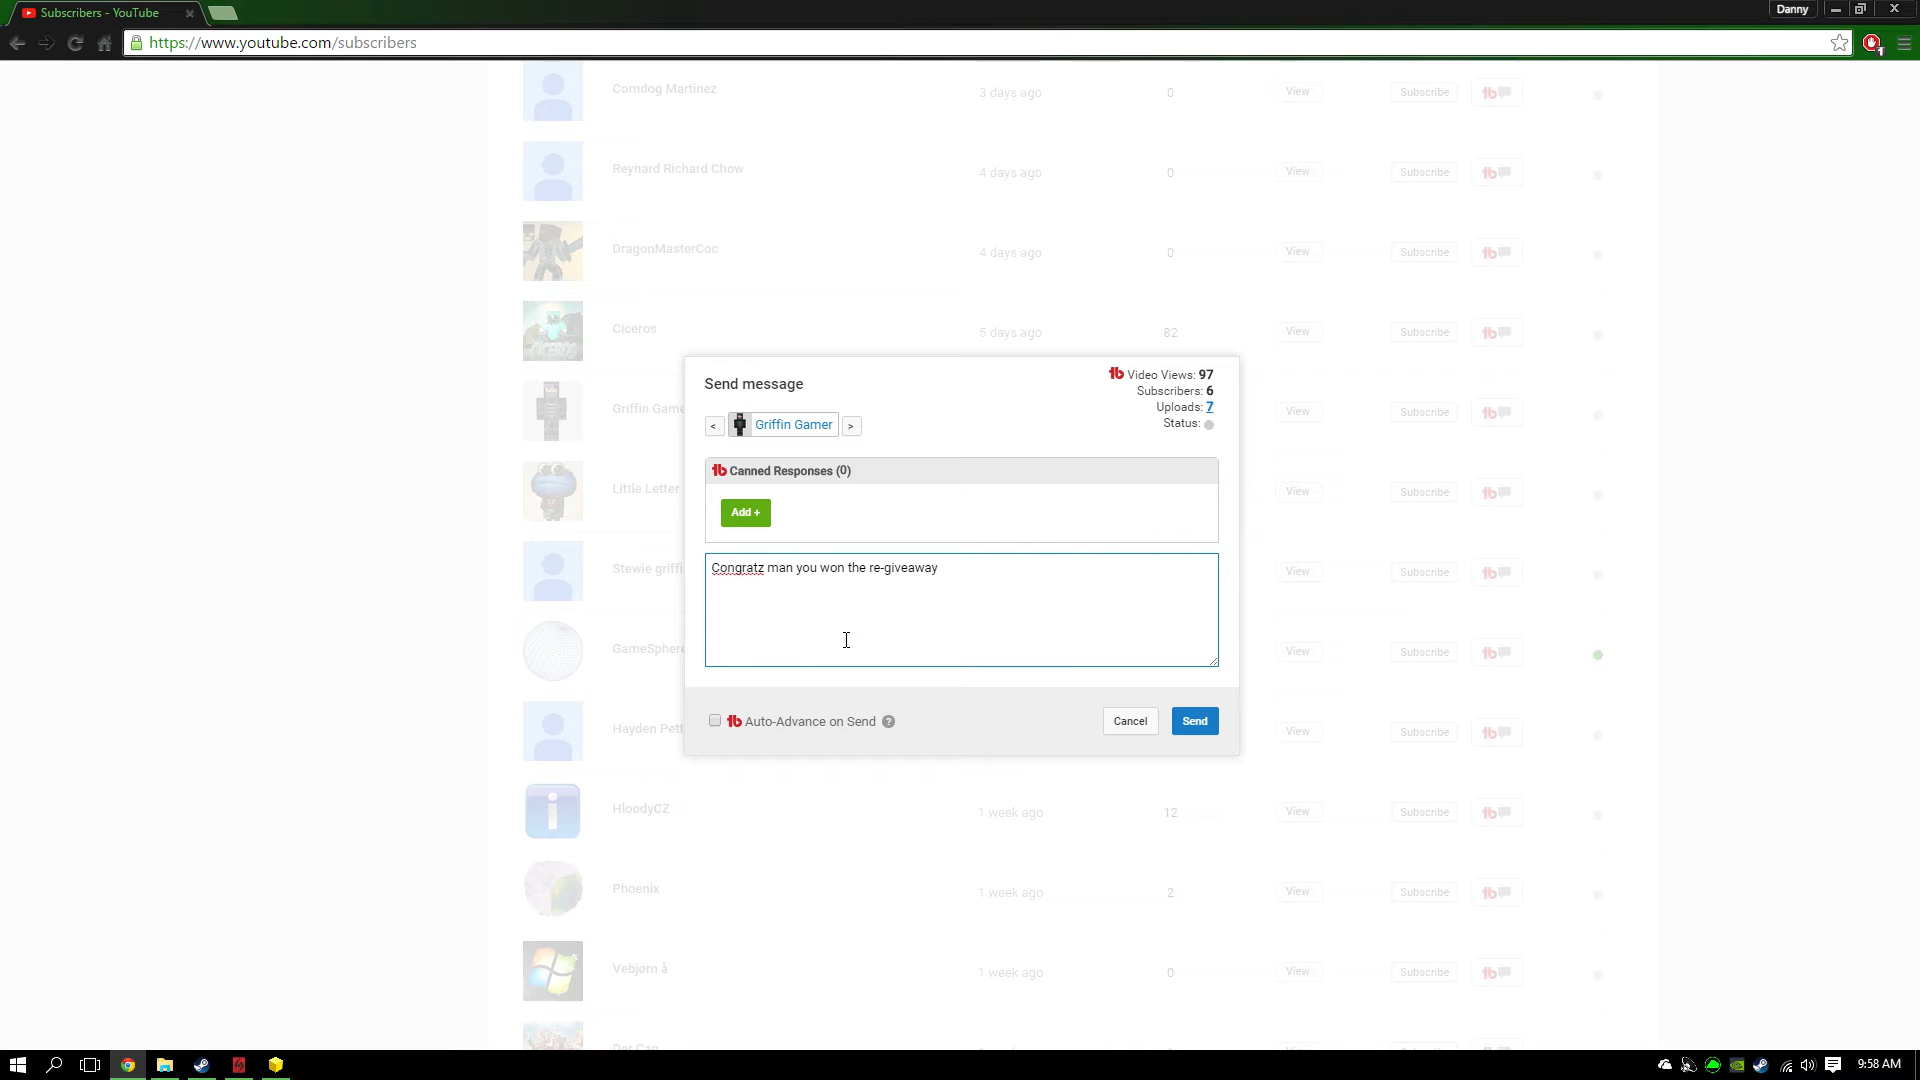 Subscribers - YouTube
Danny
https://www.youtube.com/subscribers
Corndog Martinez 3 days ago 0 View Subscribe
Reynard Richard Chow 4 days ago 0 View Subscribe
DragonMasterCoc 4 days ago 0 View Subscribe
Ciceros 5 days ago 82 View Subscribe
Send message
Video Views: 97
Subscribers: 6
Uploads: 7
Status:
< Griffin Gamer >
Griffin Game View Subscribe
Canned Responses (0)
Little Letter View Subscribe
Add +
Congratz man you won the re-giveaway
Stewie griffi View Subscribe
GameSphere View Subscribe
Auto-Advance on Send ?
Cancel
Send
Hayden Pett View Subscribe
HloodyCZ 1 week ago 12 View Subscribe
Phoenix 1 week ago 2 View Subscribe
Vebjørn å 1 week ago 0 View Subscribe
9:58 AM